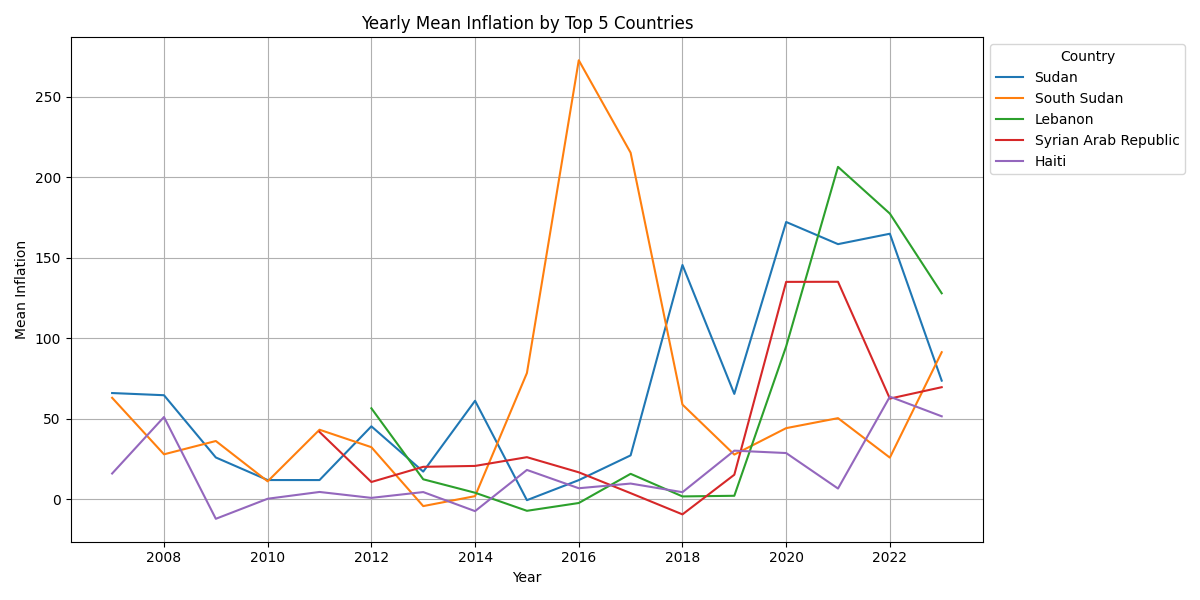 Yearly Mean Inflation by Top 5 Countries
Mean Inflation
250
200
150
100
50
0
2008 2010 2012 2014 2016 2018 2020 2022
Year
Country
Sudan
South Sudan
Lebanon
Syrian Arab Republic
Haiti